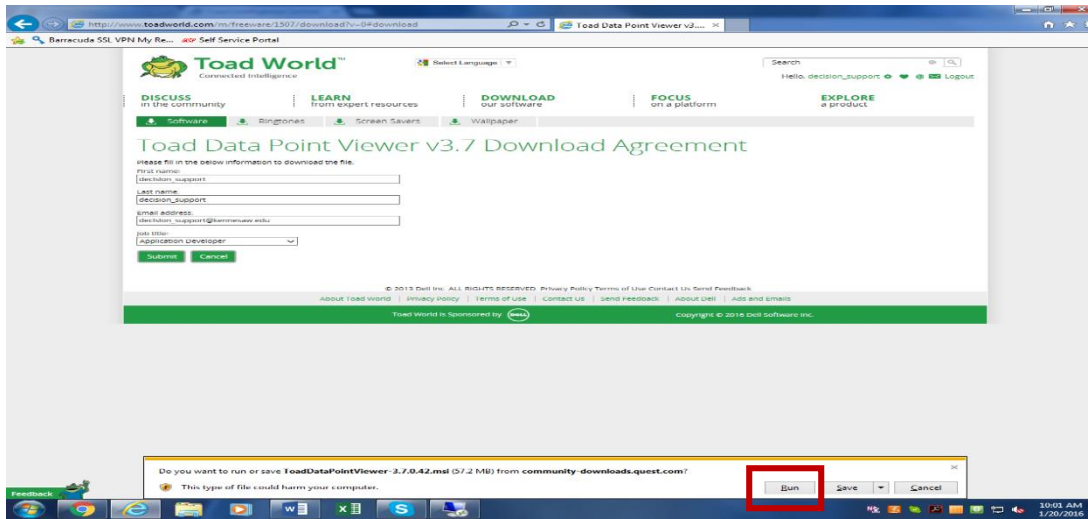 http://www.toadworld.com/m/freeware/1507/download?v=0#download
Toad Data Point Viewer v3....
Barracuda SSL VPN My Re...
Self Service Portal
Toad World™
Connected Intelligence
Select Language
Search
Hello, decision_support
Logout
DISCUSS
in the community
LEARN
from expert resources
DOWNLOAD
our software
FOCUS
on a platform
EXPLORE
a product
Software
Ringtones
Screen Savers
Wallpaper
Toad Data Point Viewer v3.7 Download Agreement
Please fill in the below information to download the file.
First name:
decision_support
Last name:
decision_support
Email address:
decision_support@kennesaw.edu
Job title:
Application Developer
Submit
Cancel
© 2013 Dell Inc. ALL RIGHTS RESERVED. Privacy Policy Terms of Use Contact Us Send Feedback
About Toad World | Privacy Policy | Terms of Use | Contact Us | Send Feedback | About Dell | Ads and Emails
Toad World is Sponsored by DELL
Copyright © 2016 Dell Software Inc.
Do you want to run or save ToadDataPointViewer-3.7.0.42.msi (57.2 MB) from community-downloads.quest.com?
This type of file could harm your computer.
Run
Save
Cancel
Feedback
10:01 AM
1/20/2016